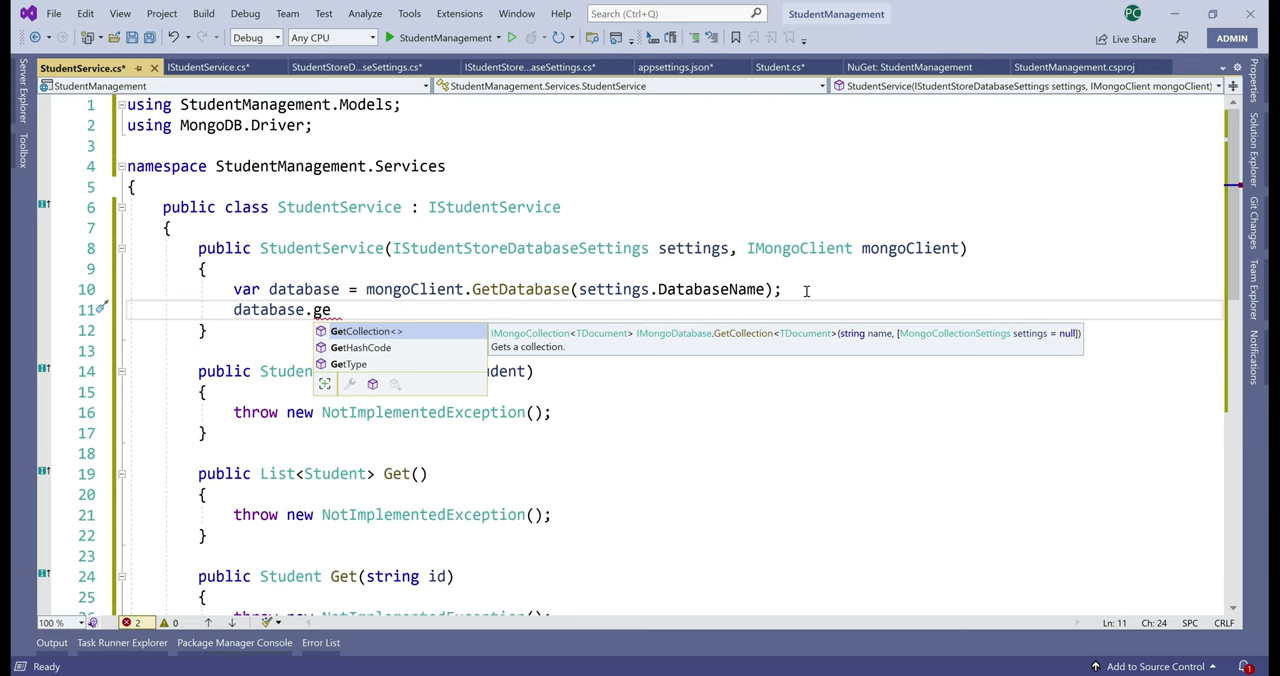 File Edit View Project Build Debug Team Test Analyze Tools Extensions Window Help Search (Ctrl+Q) StudentManagement PC
Debug Any CPU StudentManagement Live Share ADMIN
StudentService.cs* IStudentService.cs* StudentStoreD...seSettings.cs* IStudentStore...aseSettings.cs* appsettings.json* Student.cs* NuGet: StudentManagement StudentManagement.csproj
StudentManagement StudentManagement.Services.StudentService StudentService(IStudentStoreDatabaseSettings settings, IMongoClient mongoClient)
Server Explorer
Toolbox
Properties
Solution Explorer
Git Changes
Team Explorer
Notifications
1 using StudentManagement.Models;
2 using MongoDB.Driver;
3
4 namespace StudentManagement.Services
5 {
6 public class StudentService : IStudentService
7 {
8 public StudentService(IStudentStoreDatabaseSettings settings, IMongoClient mongoClient)
9 {
10 var database = mongoClient.GetDatabase(settings.DatabaseName);
11 database.ge
GetCollection<>
GetHashCode
GetType
IMongoCollection<TDocument> IMongoDatabase.GetCollection<TDocument>(string name, [MongoCollectionSettings settings = null])
Gets a collection.
12 }
13
14 public Studen dent)
15 {
16 throw new NotImplementedException();
17 }
18
19 public List<Student> Get()
20 {
21 throw new NotImplementedException();
22 }
23
24 public Student Get(string id)
25 {
throw new NotImplementedException();
100 % 2 0 Ln: 11 Ch: 24 SPC CRLF
Output Task Runner Explorer Package Manager Console Error List
Ready Add to Source Control 1